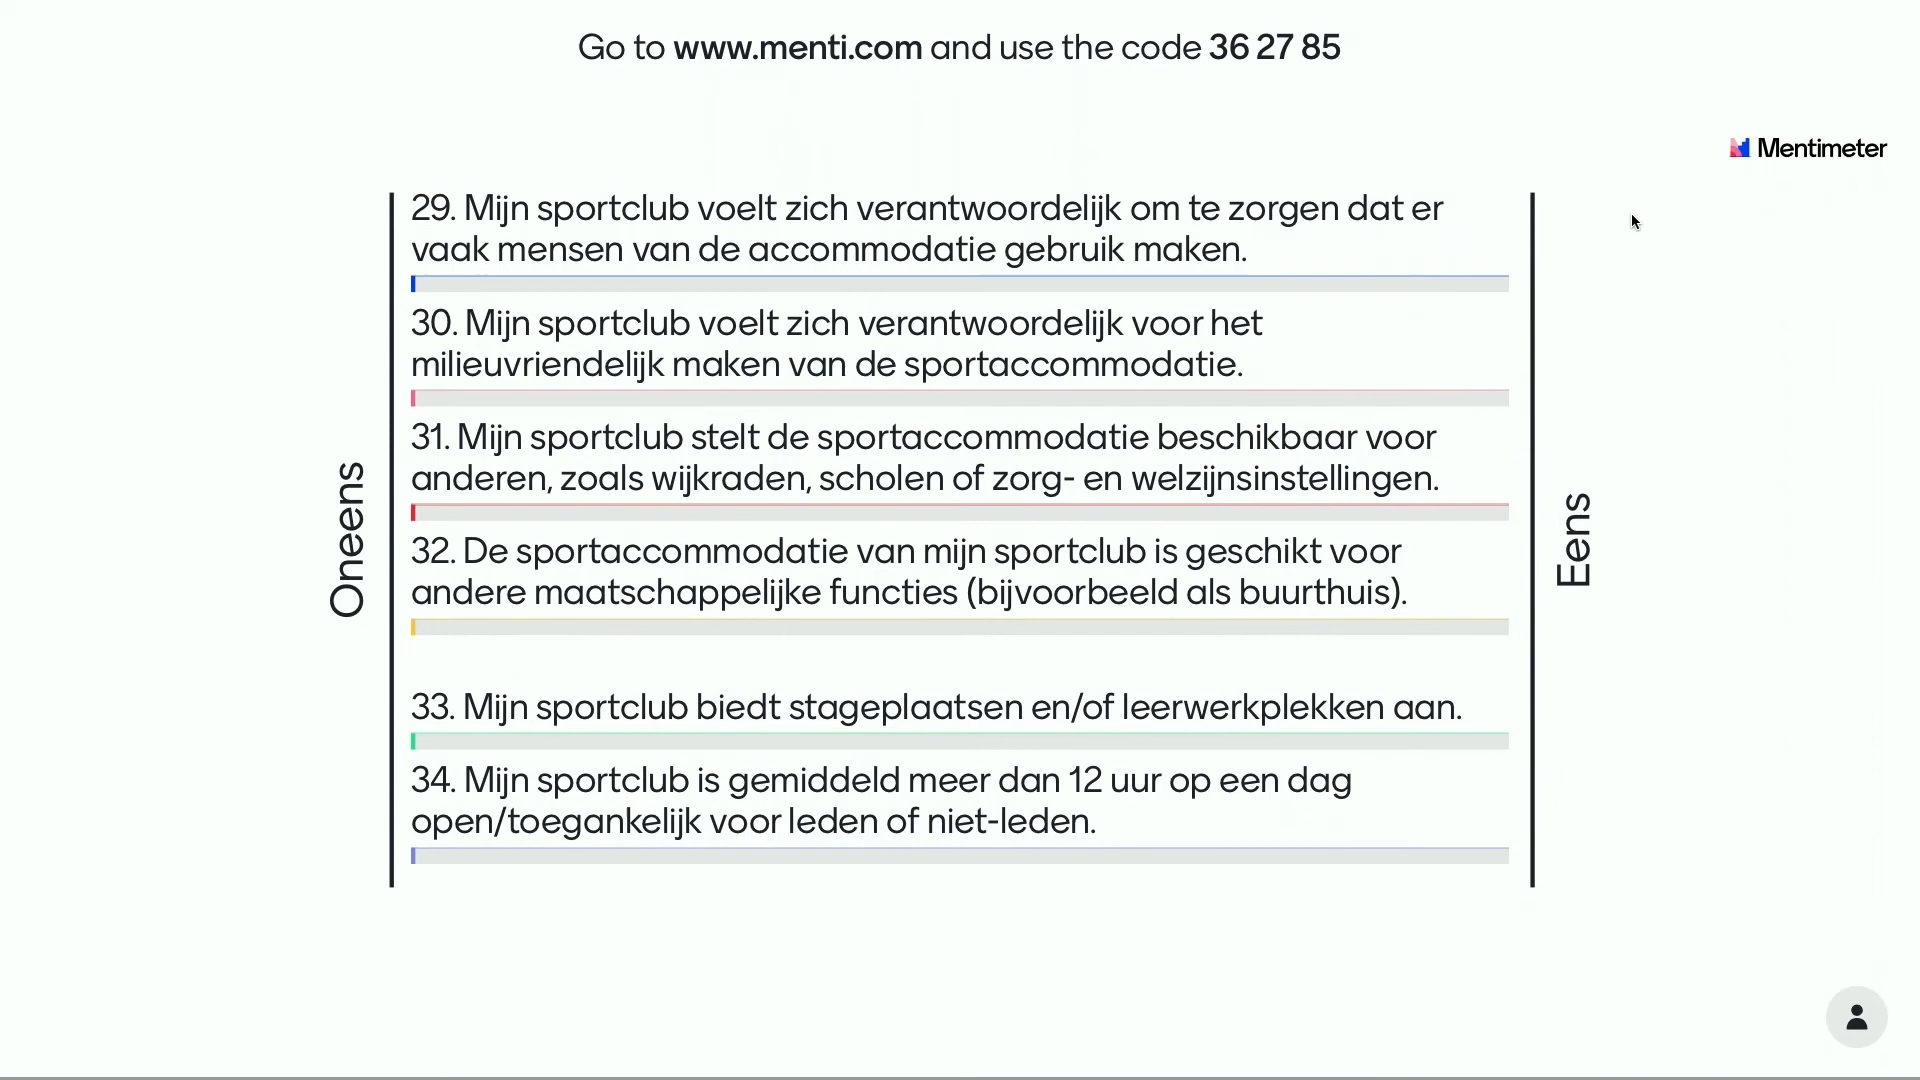 Go to www.menti.com and use the code 36 27 85
Mentimeter
29. Mijn sportclub voelt zich verantwoordelijk om te zorgen dat er
vaak mensen van de accommodatie gebruik maken.
30. Mijn sportclub voelt zich verantwoordelijk voor het
milieuvriendelijk maken van de sportaccommodatie.
31. Mijn sportclub stelt de sportaccommodatie beschikbaar voor
anderen, zoals wijkraden, scholen of zorg- en welzijnsinstellingen.
32. De sportaccommodatie van mijn sportclub is geschikt voor
andere maatschappelijke functies (bijvoorbeeld als buurthuis).
33. Mijn sportclub biedt stageplaatsen en/of leerwerkplekken aan.
34. Mijn sportclub is gemiddeld meer dan 12 uur op een dag
open/toegankelijk voor leden of niet-leden.
Oneens
Eens